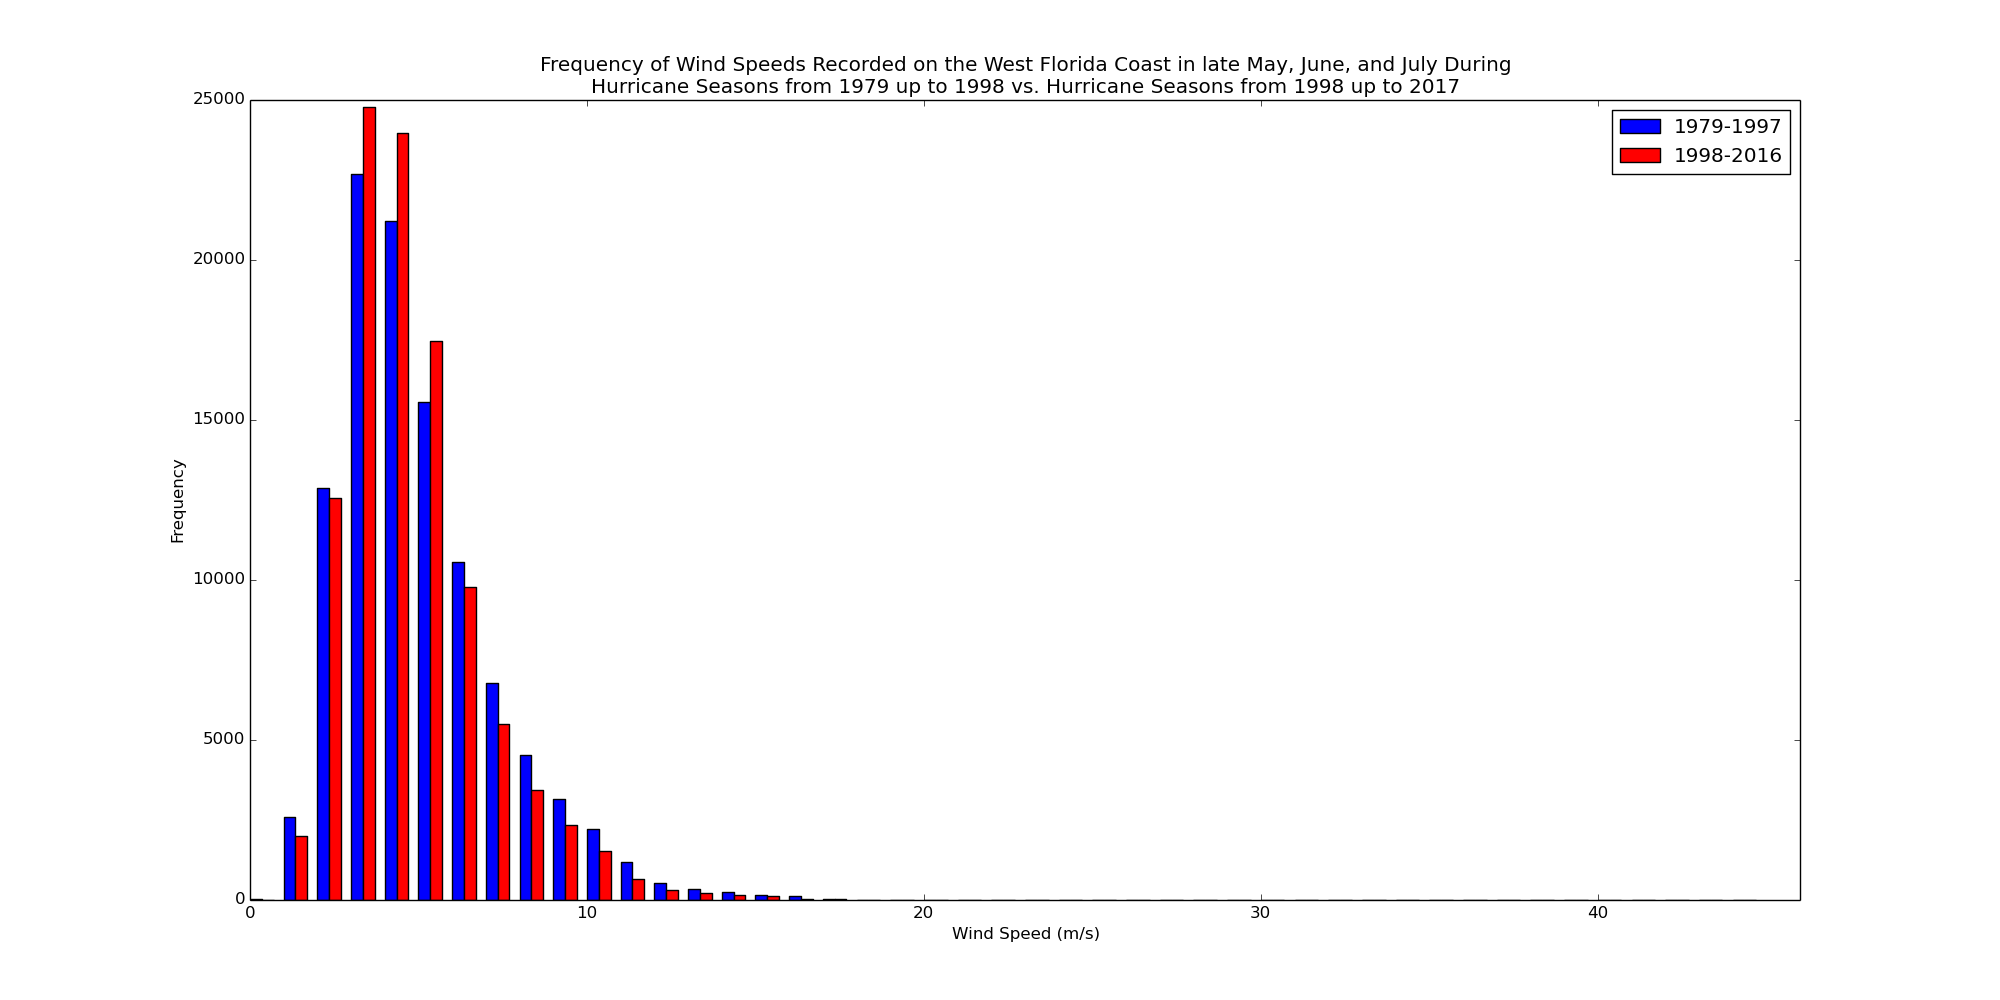 Frequency of Wind Speeds Recorded on the West Florida Coast in late May, June, and July During
Hurricane Seasons from 1979 up to 1998 vs. Hurricane Seasons from 1998 up to 2017
25000
20000
15000
10000
5000
0
Frequency
1979-1997
1998-2016
0 10 20 30 40
Wind Speed (m/s)